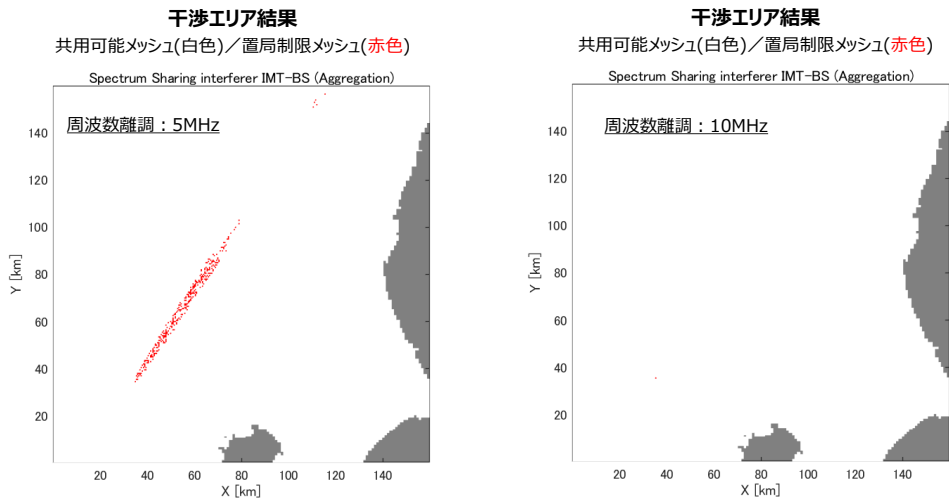 干渉エリア結果
共用可能メッシュ(白色)／置局制限メッシュ(赤色)
Spectrum Sharing interferer IMT-BS (Aggregation)
周波数離調：5MHz
140
120
100
80
60
40
20
Y [km]
20 40 60 80 100 120 140
X [km]
干渉エリア結果
共用可能メッシュ(白色)／置局制限メッシュ(赤色)
Spectrum Sharing interferer IMT-BS (Aggregation)
周波数離調：10MHz
140
120
100
80
60
40
20
Y [km]
20 40 60 80 100 120 140
X [km]